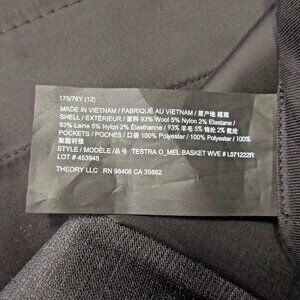 175/76Y (12)
MADE IN VIETNAM / FABRIQUÉ AU VIETNAM / 原产地 越南
SHELL / EXTÉRIEUR / 面料 93% Wool 5% Nylon 2% Elastane /
93% Laine 5% Nylon 2% Élasthanne / 93% 羊毛 5% 锦纶 2% 氨纶
POCKETS / POCHES / 口袋 100% Polyester / 100% Polyester / 100%
聚酯纤维
STYLE / MODÈLE / 品号 TESTRA O_MEL BASKET WVE # L071222R
LOT # 453948
THEORY LLC RN 98406 CA 39862